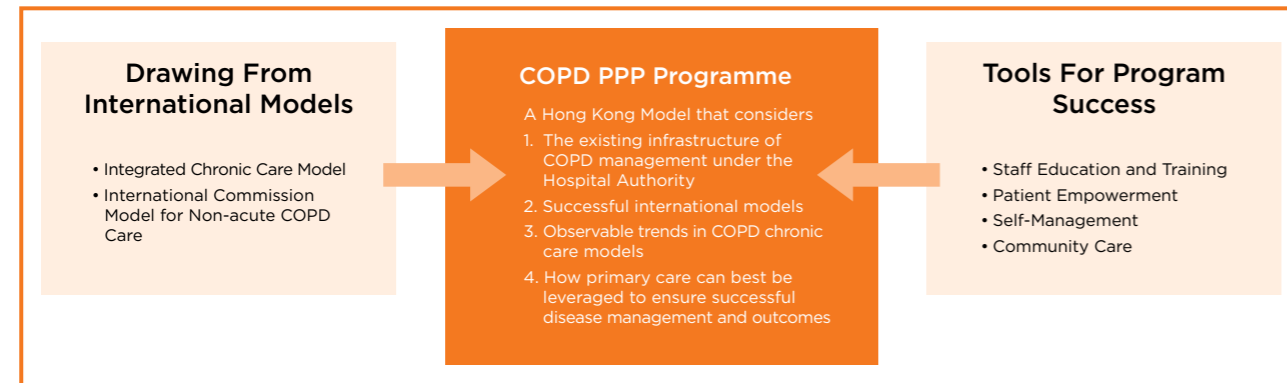 Drawing From
International Models
• Integrated Chronic Care Model
• International Commission
Model for Non-acute COPD
Care
COPD PPP Programme
A Hong Kong Model that considers
1. The existing infrastructure of
COPD management under the
Hospital Authority
2. Successful international models
3. Observable trends in COPD chronic
care models
4. How primary care can best be
leveraged to ensure successful
disease management and outcomes
Tools For Program
Success
• Staff Education and Training
• Patient Empowerment
• Self-Management
• Community Care